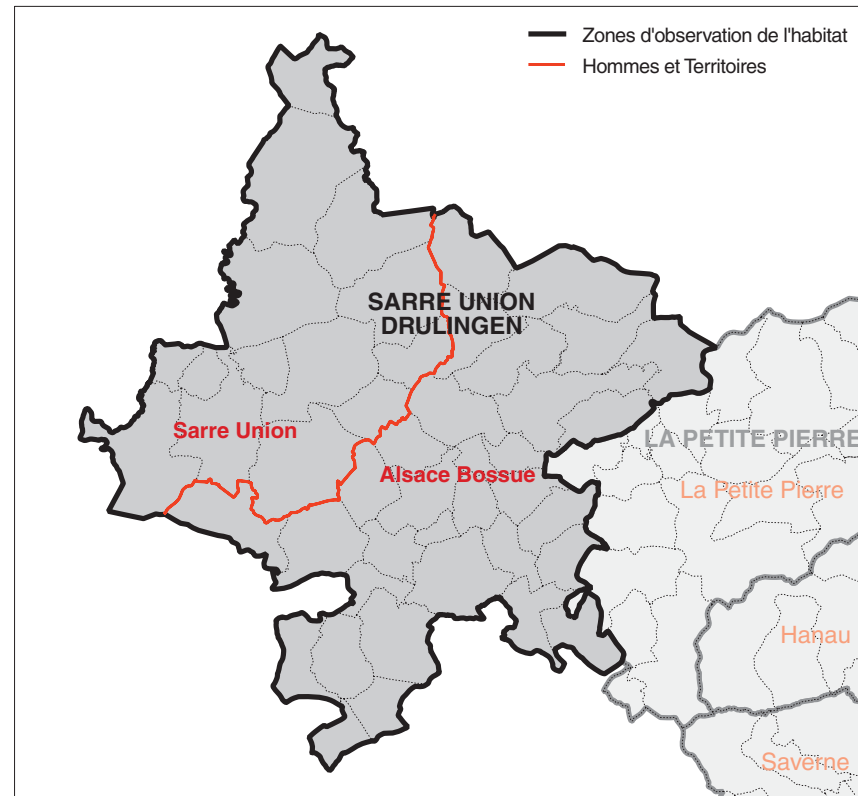 Zones d'observation de l'habitat
Hommes et Territoires
SARRE UNION
DRULINGEN
Sarre Union
LA PETITE PIERRE
Alsace Bossue
La Petite Pierre
Hanau
Saverne